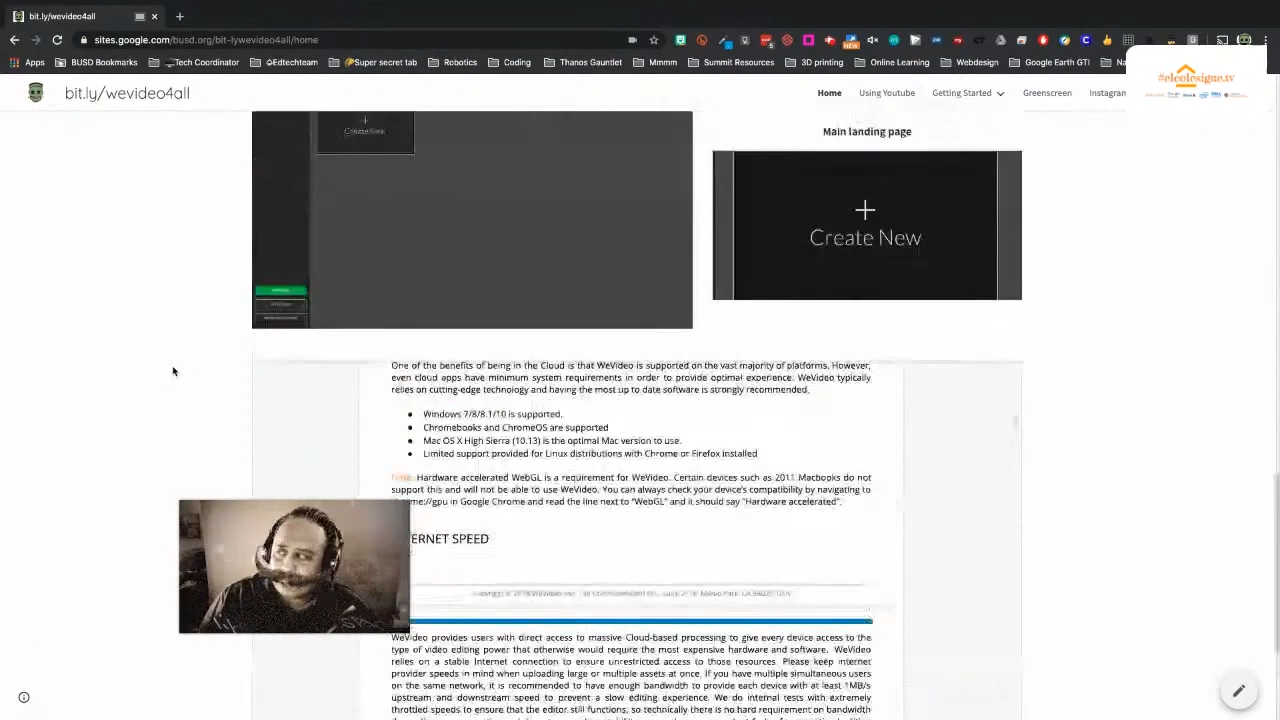 bit.ly/wevideo4all
sites.google.com/busd.org/bit-lywevideo4all/home
5
NEW
Apps
BUSD Bookmarks
__Tech Coordinator
Edtechteam
Super tab
Robotics
Coding
Thanos Gauntlet
Mmmm
Summit Resources
3D printing
Online Learning
Bandwidth
Google Earth GTI
Na
bit.ly/wevideo4all
Home
Using Youtube
Getting Started
Greenscreen
Instagram
#elcolesigue.tv
Create New
Main landing page
Create New
One of the benefits of being in the Cloud is that WeVideo is supported on the vast majority of platforms. However,
even cloud apps have minimum system requirements in order to provide optimal experience. WeVideo typically
relies on cutting-edge technology and having the most up to date software is strongly recommended.
● Windows 7/8/8.1/10 is supported.
● Chromebooks and ChromeOS are supported
● Mac OS X High Sierra (10.13) is the optimal Mac version to use.
● Limited support provided for Linux distributions with Chrome or Firefox installed
Note: Hardware accelerated WebGL is a requirement for WeVideo. Certain devices such as 2011 Macbooks do not
support this and will not be able to use WeVideo. You can always check your device's compatibility by navigating to
://gpu in Google Chrome and read the line next to "WebGL" and it should say "Hardware accelerated".
ERNET SPEED
WeVideo provides users with direct access to massive Cloud-based processing to give every device access to the
type of video editing power that otherwise would require the most expensive hardware and software. WeVideo
relies on a stable Internet connection to ensure unrestricted access to those resources. Please keep internet
provider speeds in mind when uploading large or multiple assets at once. If you have multiple simultaneous users
on the same network, it is recommended to have enough bandwidth to provide each device with at least 1MB/s
upstream and downstream speed to prevent a slow editing experience. We do internal tests with extremely
throttled speeds to ensure that the editor still functions, so technically there is no hard requirement on bandwidth